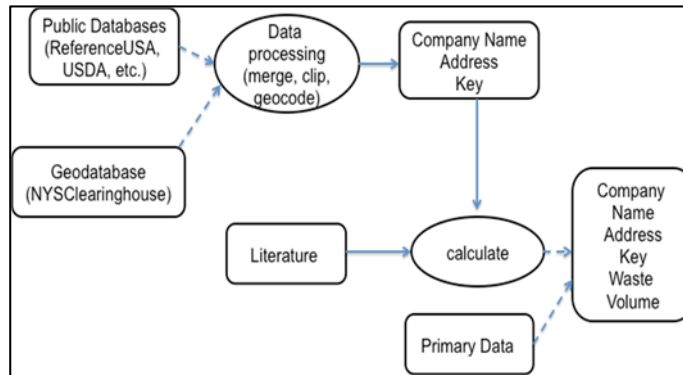 Public Databases
(ReferenceUSA,
USDA, etc.)
Data
processing
(merge, clip,
geocode)
Company Name
Address
Key
Geodatabase
(NYSClearinghouse)
Literature
calculate
Company
Name
Address
Key
Waste
Volume
Primary Data